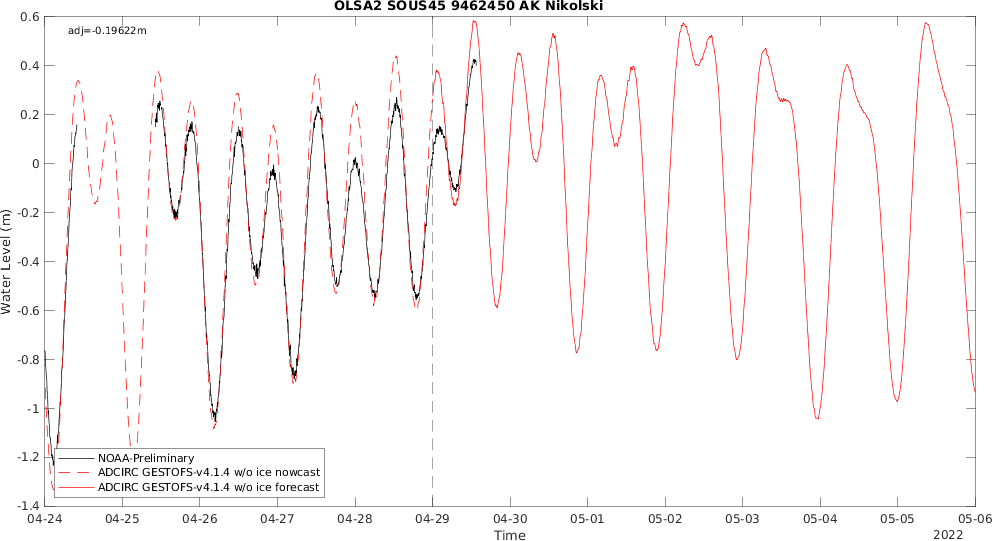 OLSA2 SOUS45 9462450 AK Nikolski
adj=-0.19622m
0.6
0.4
0.2
0
-0.2
-0.4
-0.6
-0.8
-1
-1.2
-1.4
Water Level (m)
NOAA-Preliminary
ADCIRC GESTOFS-v4.1.4 w/o ice nowcast
ADCIRC GESTOFS-v4.1.4 w/o ice forecast
04-24 04-25 04-26 04-27 04-28 04-29 04-30 05-01 05-02 05-03 05-04 05-05 05-06
Time
2022